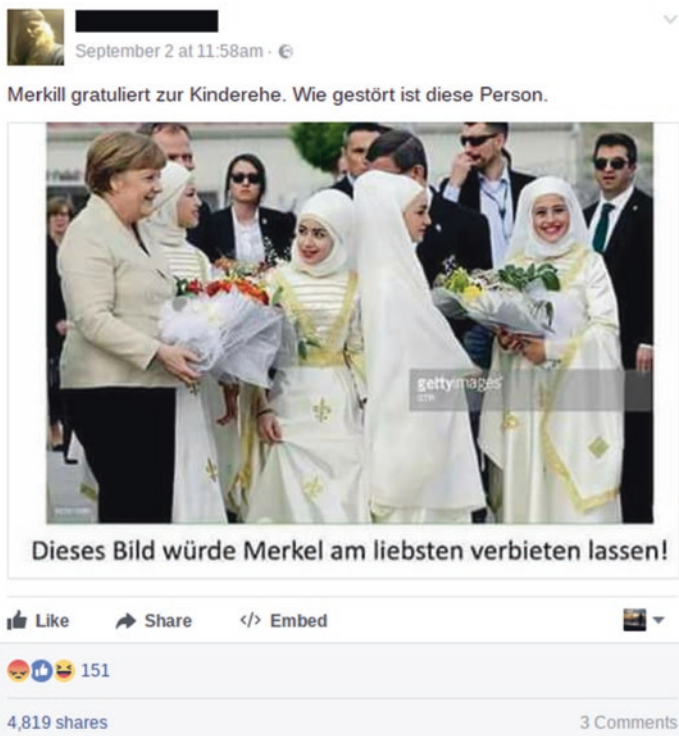 September 2 at 11:58am ·
Merkill gratuliert zur Kinderehe. Wie gestört ist diese Person.
gettyimages®
STR
Dieses Bild würde Merkel am liebsten verbieten lassen!
Like Share </> Embed
151
4,819 shares 3 Comments